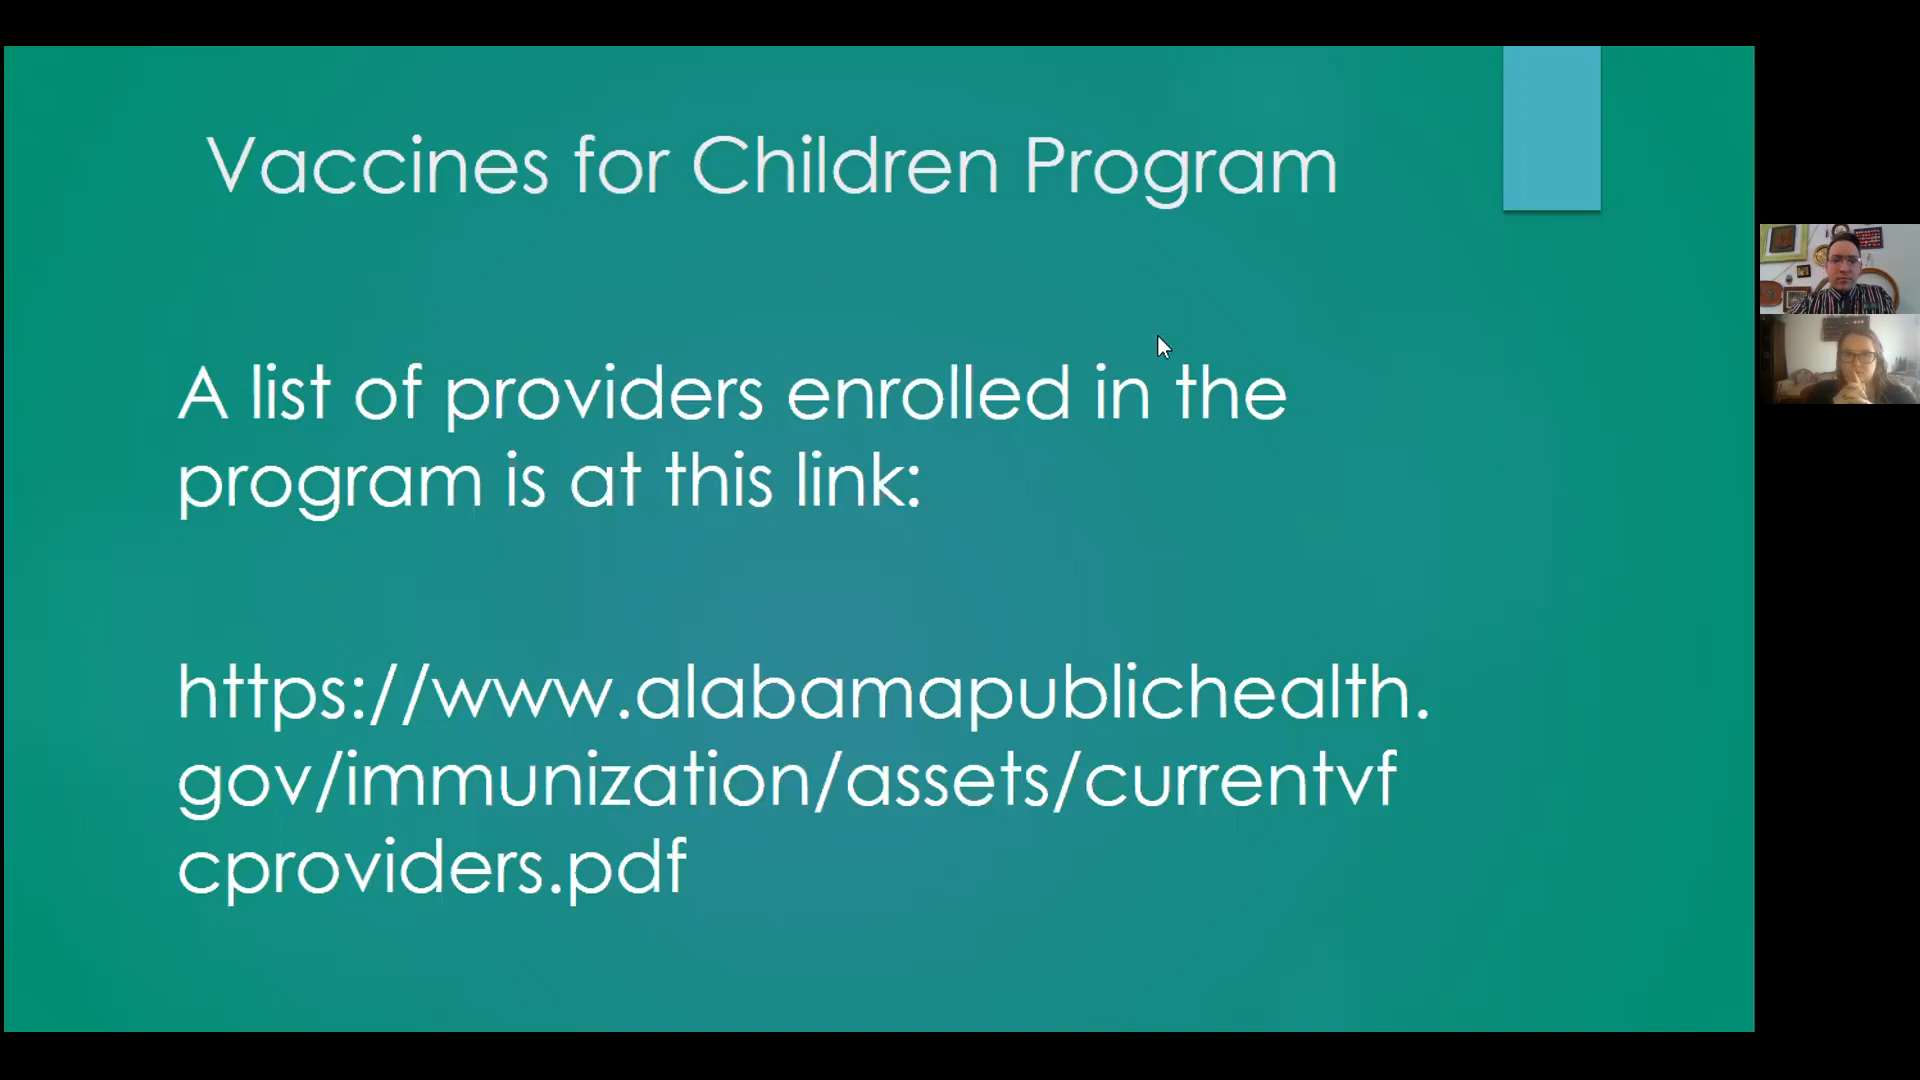 Vaccines for Children Program
A list of providers enrolled in the
program is at this link:
https://www.alabamapublichealth.
gov/immunization/assets/currentvf
cproviders.pdf